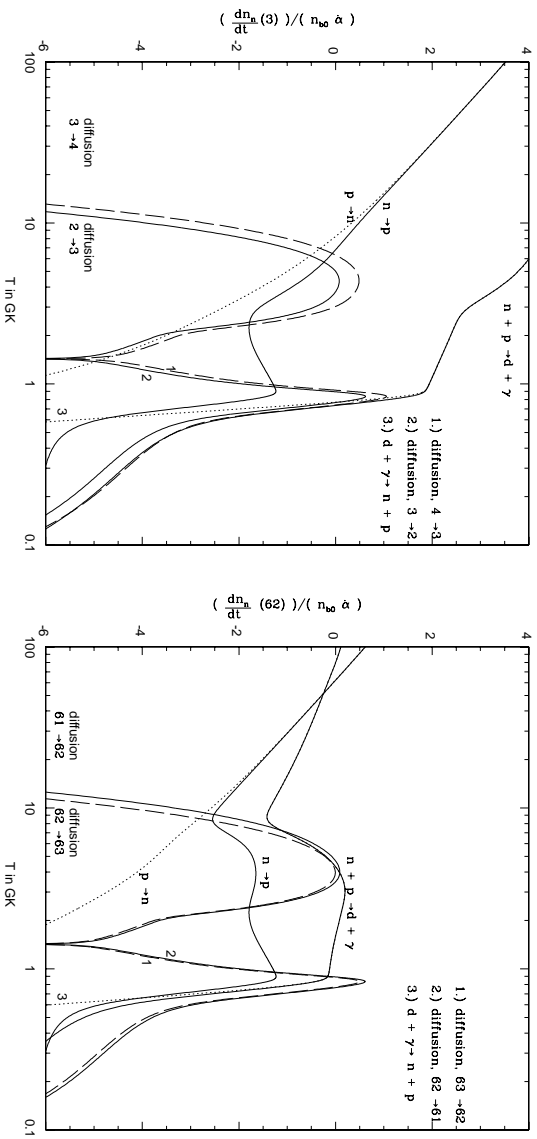 ( dn_n/dt (3) )/( n_b0 α̇ )
4
2
0
-2
-4
-6
100
10
1
0.1
T in GK
n + p → d + γ
n → p
p → n
1.) diffusion, 4 → 3
2.) diffusion, 3 → 2
3.) d + γ → n + p
diffusion
3 → 4
diffusion
2 → 3
1
2
3
( dn_n/dt (62) )/( n_b0 α̇ )
4
2
0
-2
-4
-6
100
10
1
0.1
T in GK
n + p → d + γ
n → p
p → n
1.) diffusion, 63 → 62
2.) diffusion, 62 → 61
3.) d + γ → n + p
diffusion
61 → 62
diffusion
62 → 63
2
1
3